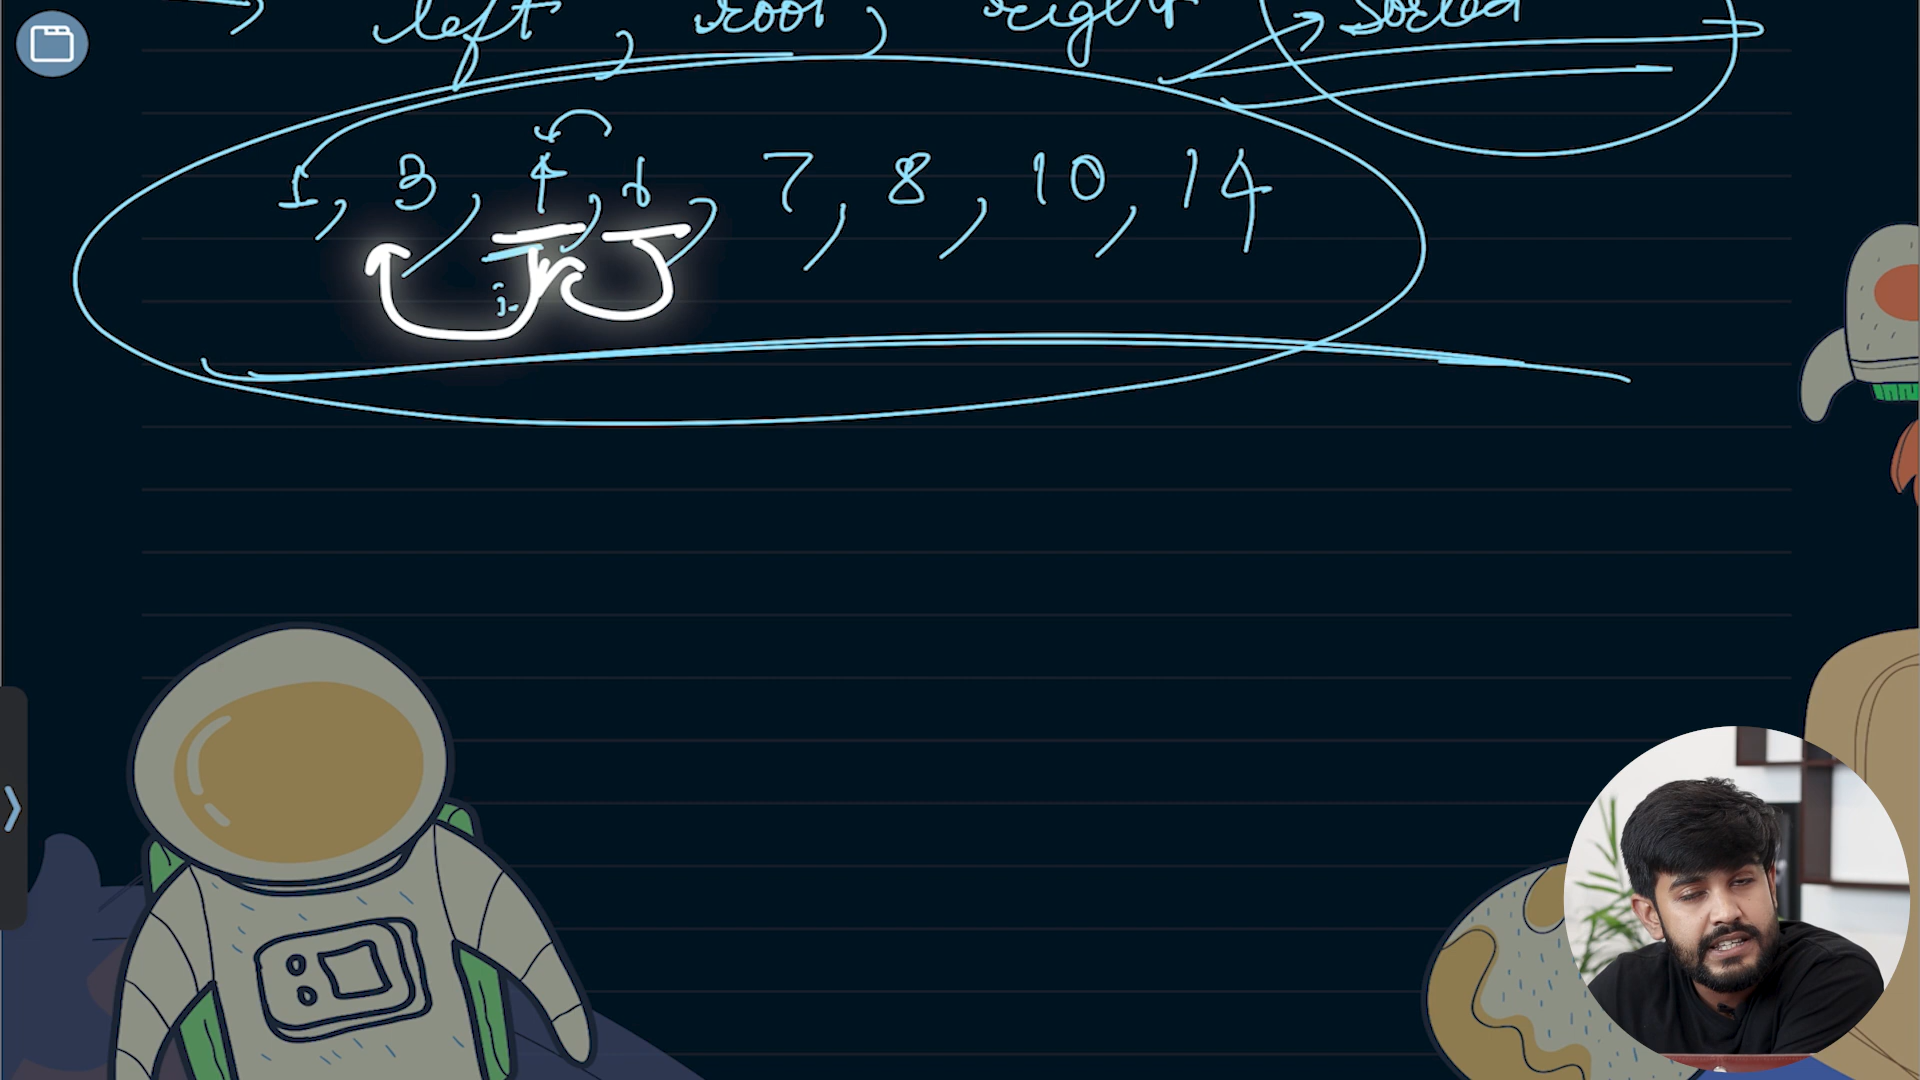 left, root, right → sorted
1, 3, 4, 6, 7, 8, 10, 14
i-